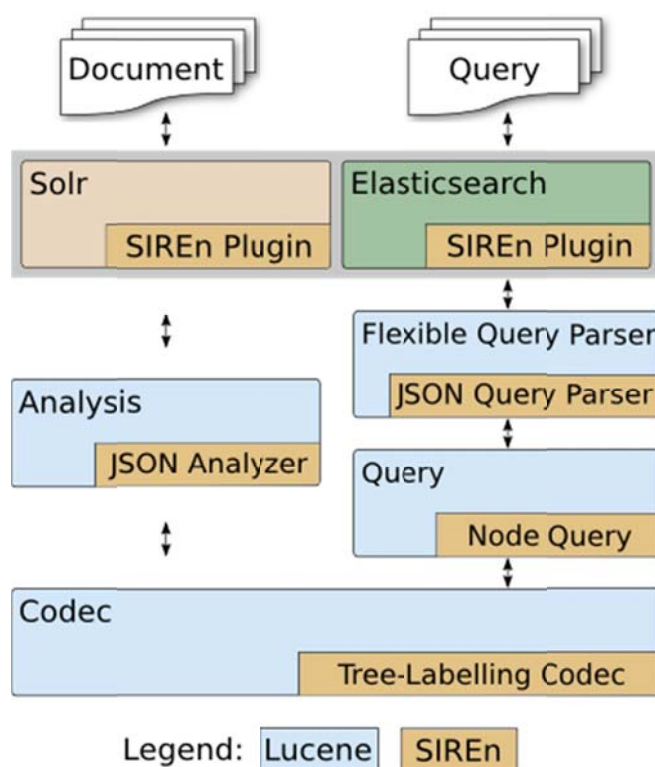 Document
Query
Solr
SIREn Plugin
Elasticsearch
SIREn Plugin
Flexible Query Parser
JSON Query Parser
Analysis
JSON Analyzer
Query
Node Query
Codec
Tree-Labelling Codec
Legend: Lucene SIREn